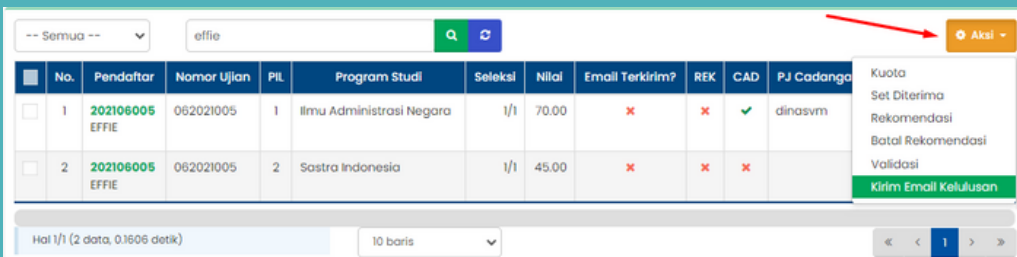 -- Semua --
effie
Aksi
No. Pendaftar Nomor Ujian PIL Program Studi Seleksi Nilai Email Terkirim? REK CAD PJ Cadanga
1 202106005 062021005 1 Ilmu Administrasi Negara 1/1 70.00 dinasvm
EFFIE
2 202106005 062021005 2 Sastra Indonesia 1/1 45.00
EFFIE
Kuota
Set Diterima
Rekomendasi
Batal Rekomendasi
Validasi
Kirim Email Kelulusan
Hal 1/1 (2 data, 0.1606 detik)
10 baris
« < 1 > »